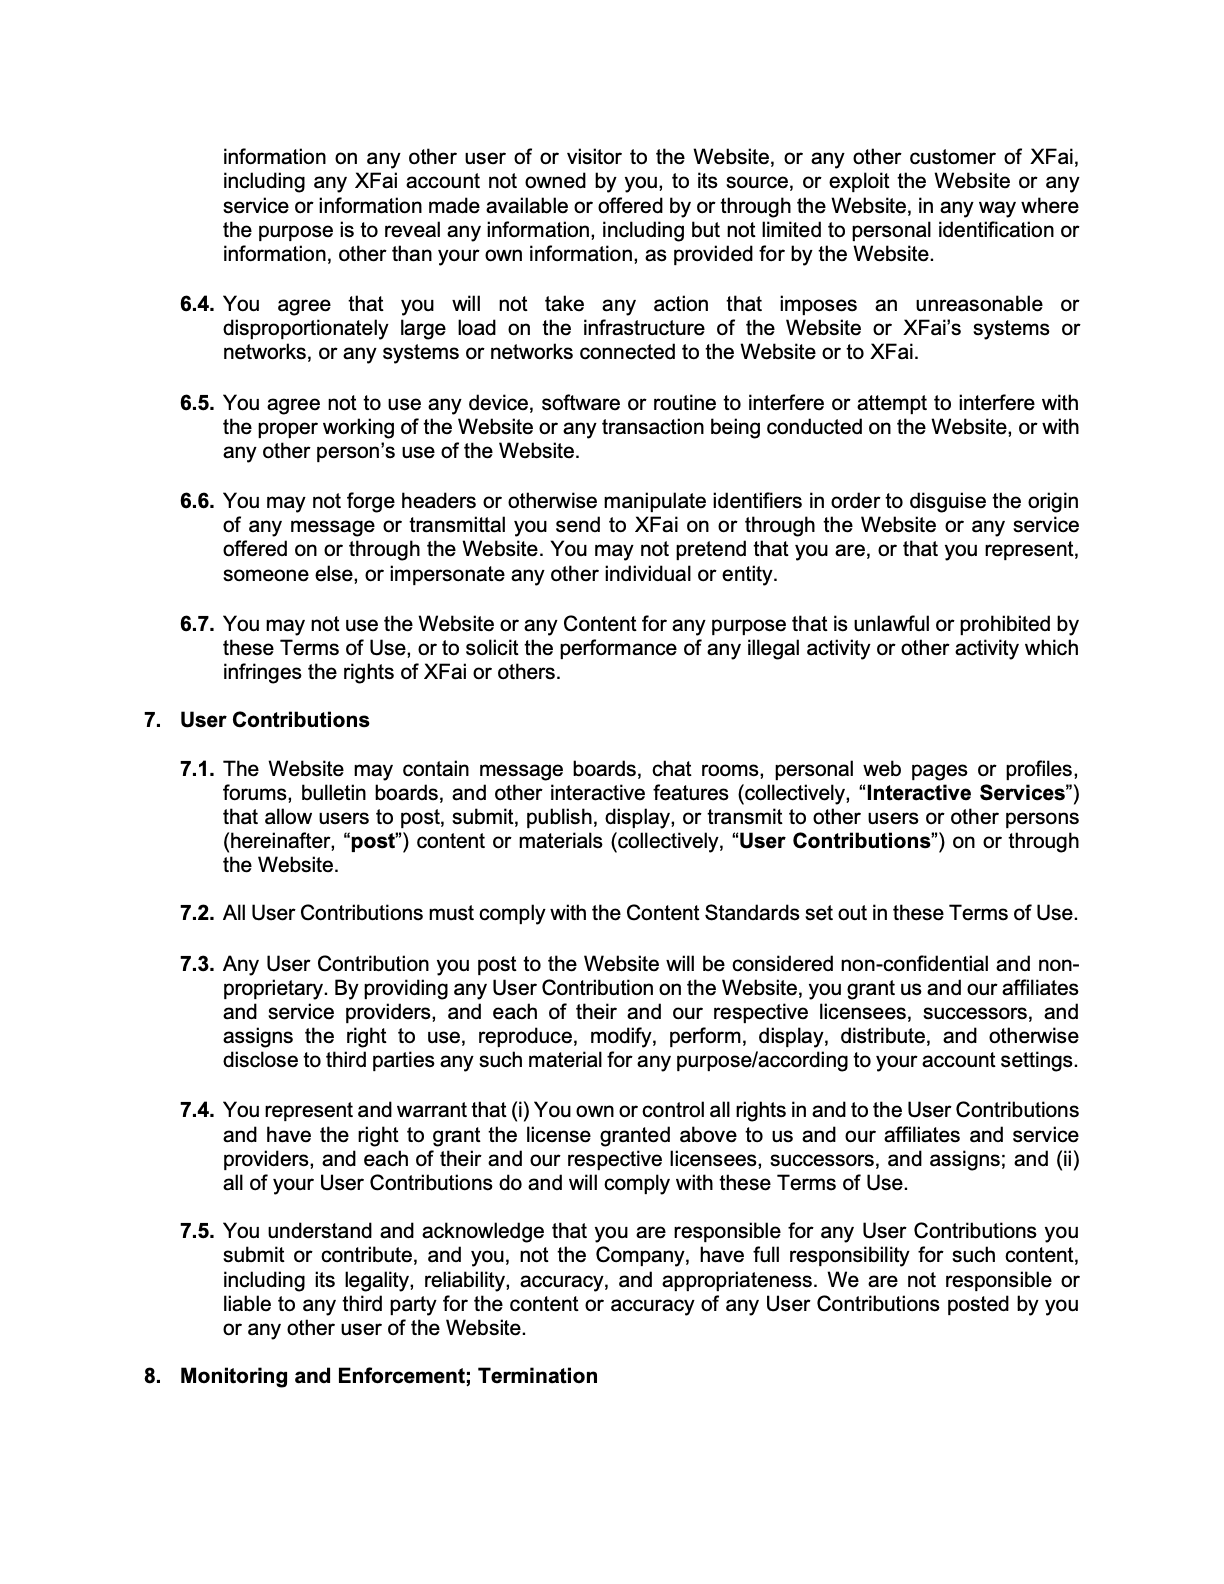 information on any other user of or visitor to the Website, or any other customer of XFai,
including any XFai account not owned by you, to its source, or exploit the Website or any
service or information made available or offered by or through the Website, in any way where
the purpose is to reveal any information, including but not limited to personal identification or
information, other than your own information, as provided for by the Website.
6.4. You agree that you will not take any action that imposes an unreasonable or
disproportionately large load on the infrastructure of the Website or XFai’s systems or
networks, or any systems or networks connected to the Website or to XFai.
6.5. You agree not to use any device, software or routine to interfere or attempt to interfere with
the proper working of the Website or any transaction being conducted on the Website, or with
any other person’s use of the Website.
6.6. You may not forge headers or otherwise manipulate identifiers in order to disguise the origin
of any message or transmittal you send to XFai on or through the Website or any service
offered on or through the Website. You may not pretend that you are, or that you represent,
someone else, or impersonate any other individual or entity.
6.7. You may not use the Website or any Content for any purpose that is unlawful or prohibited by
these Terms of Use, or to solicit the performance of any illegal activity or other activity which
infringes the rights of XFai or others.
7. User Contributions
7.1. The Website may contain message boards, chat rooms, personal web pages or profiles,
forums, bulletin boards, and other interactive features (collectively, “Interactive Services”)
that allow users to post, submit, publish, display, or transmit to other users or other persons
(hereinafter, “post”) content or materials (collectively, “User Contributions”) on or through
the Website.
7.2. All User Contributions must comply with the Content Standards set out in these Terms of Use.
7.3. Any User Contribution you post to the Website will be considered non-confidential and non-
proprietary. By providing any User Contribution on the Website, you grant us and our affiliates
and service providers, and each of their and our respective licensees, successors, and
assigns the right to use, reproduce, modify, perform, display, distribute, and otherwise
disclose to third parties any such material for any purpose/according to your account settings.
7.4. You represent and warrant that (i) You own or control all rights in and to the User Contributions
and have the right to grant the license granted above to us and our affiliates and service
providers, and each of their and our respective licensees, successors, and assigns; and (ii)
all of your User Contributions do and will comply with these Terms of Use.
7.5. You understand and acknowledge that you are responsible for any User Contributions you
submit or contribute, and you, not the Company, have full responsibility for such content,
including its legality, reliability, accuracy, and appropriateness. We are not responsible or
liable to any third party for the content or accuracy of any User Contributions posted by you
or any other user of the Website.
8. Monitoring and Enforcement; Termination